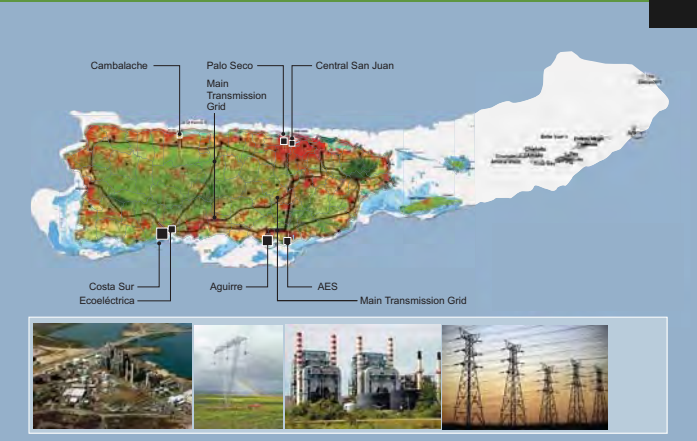 Cambalache
Palo Seco
Central San Juan
Main
Transmission
Grid
Costa Sur
Ecoeléctrica
Aguirre
AES
Main Transmission Grid